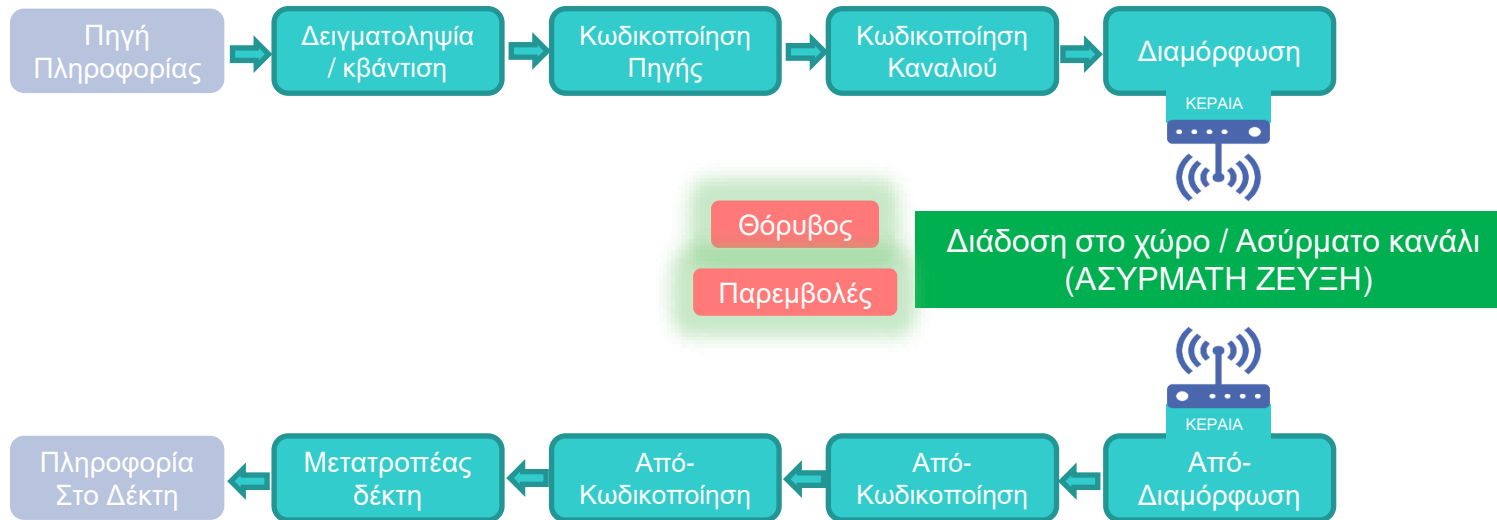 Πηγή
Πληροφορίας
Δειγματοληψία
/ κβάντιση
Κωδικοποίηση
Πηγής
Κωδικοποίηση
Καναλιού
Διαμόρφωση
ΚΕΡΑΙΑ
Θόρυβος
Παρεμβολές
Διάδοση στο χώρο / Ασύρματο κανάλι
(ΑΣΥΡΜΑΤΗ ΖΕΥΞΗ)
Πληροφορία
Στο Δέκτη
Μετατροπέας
δέκτη
Από-
Κωδικοποίηση
Από-
Κωδικοποίηση
ΚΕΡΑΙΑ
Από-
Διαμόρφωση